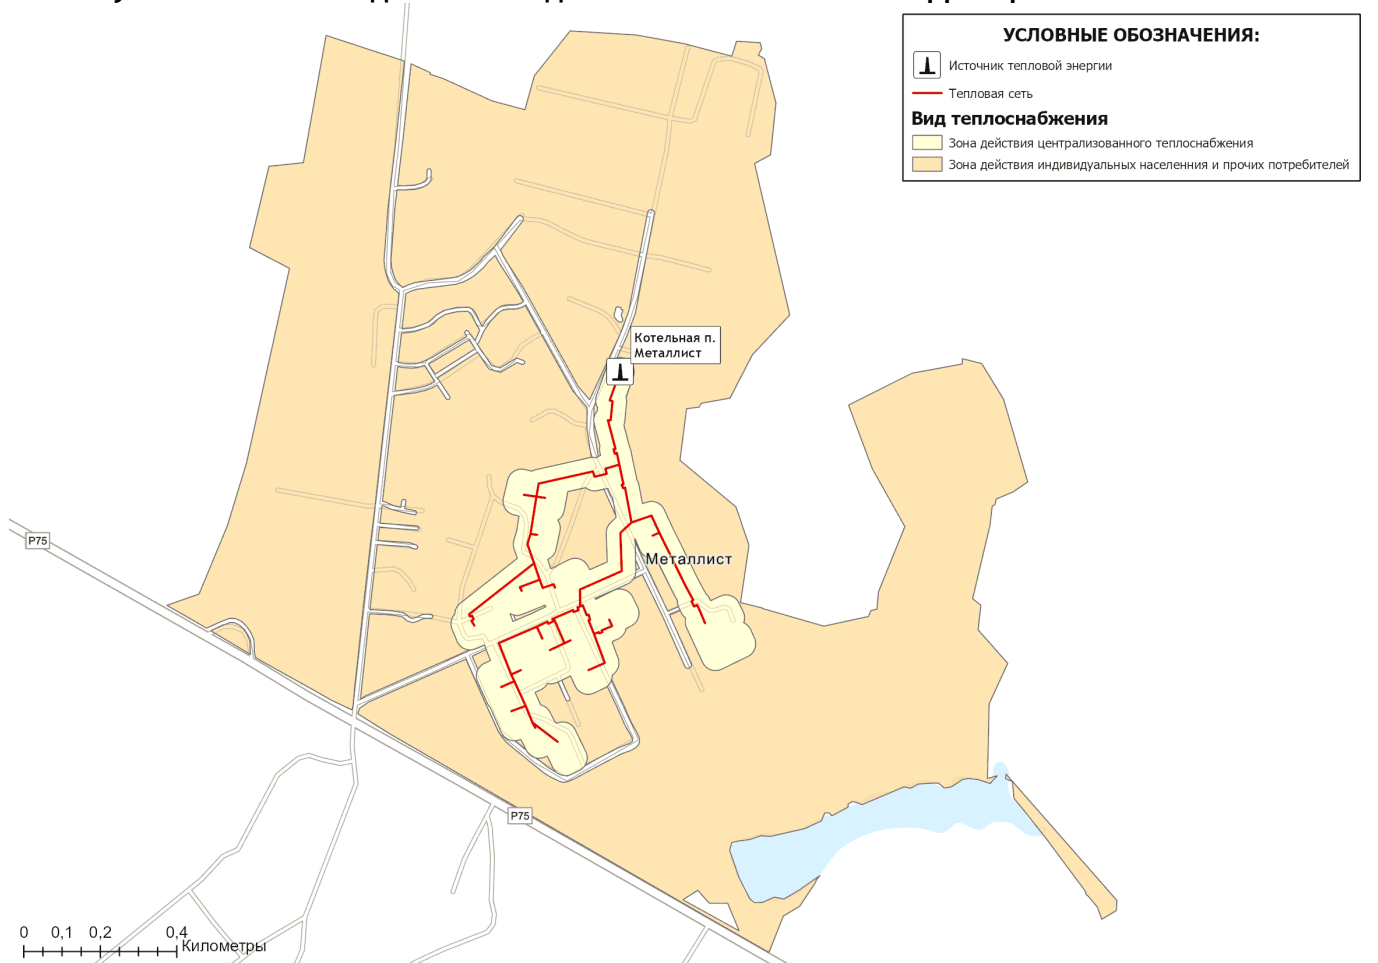 УСЛОВНЫЕ ОБОЗНАЧЕНИЯ:
Источник тепловой энергии
Тепловая сеть
Вид теплоснабжения
Зона действия централизованного теплоснабжения
Зона действия индивидуальных населенния и прочих потребителей
Котельная п.
Металлист
Р75
Металлист
Р75
0 0,1 0,2 0,4
Километры